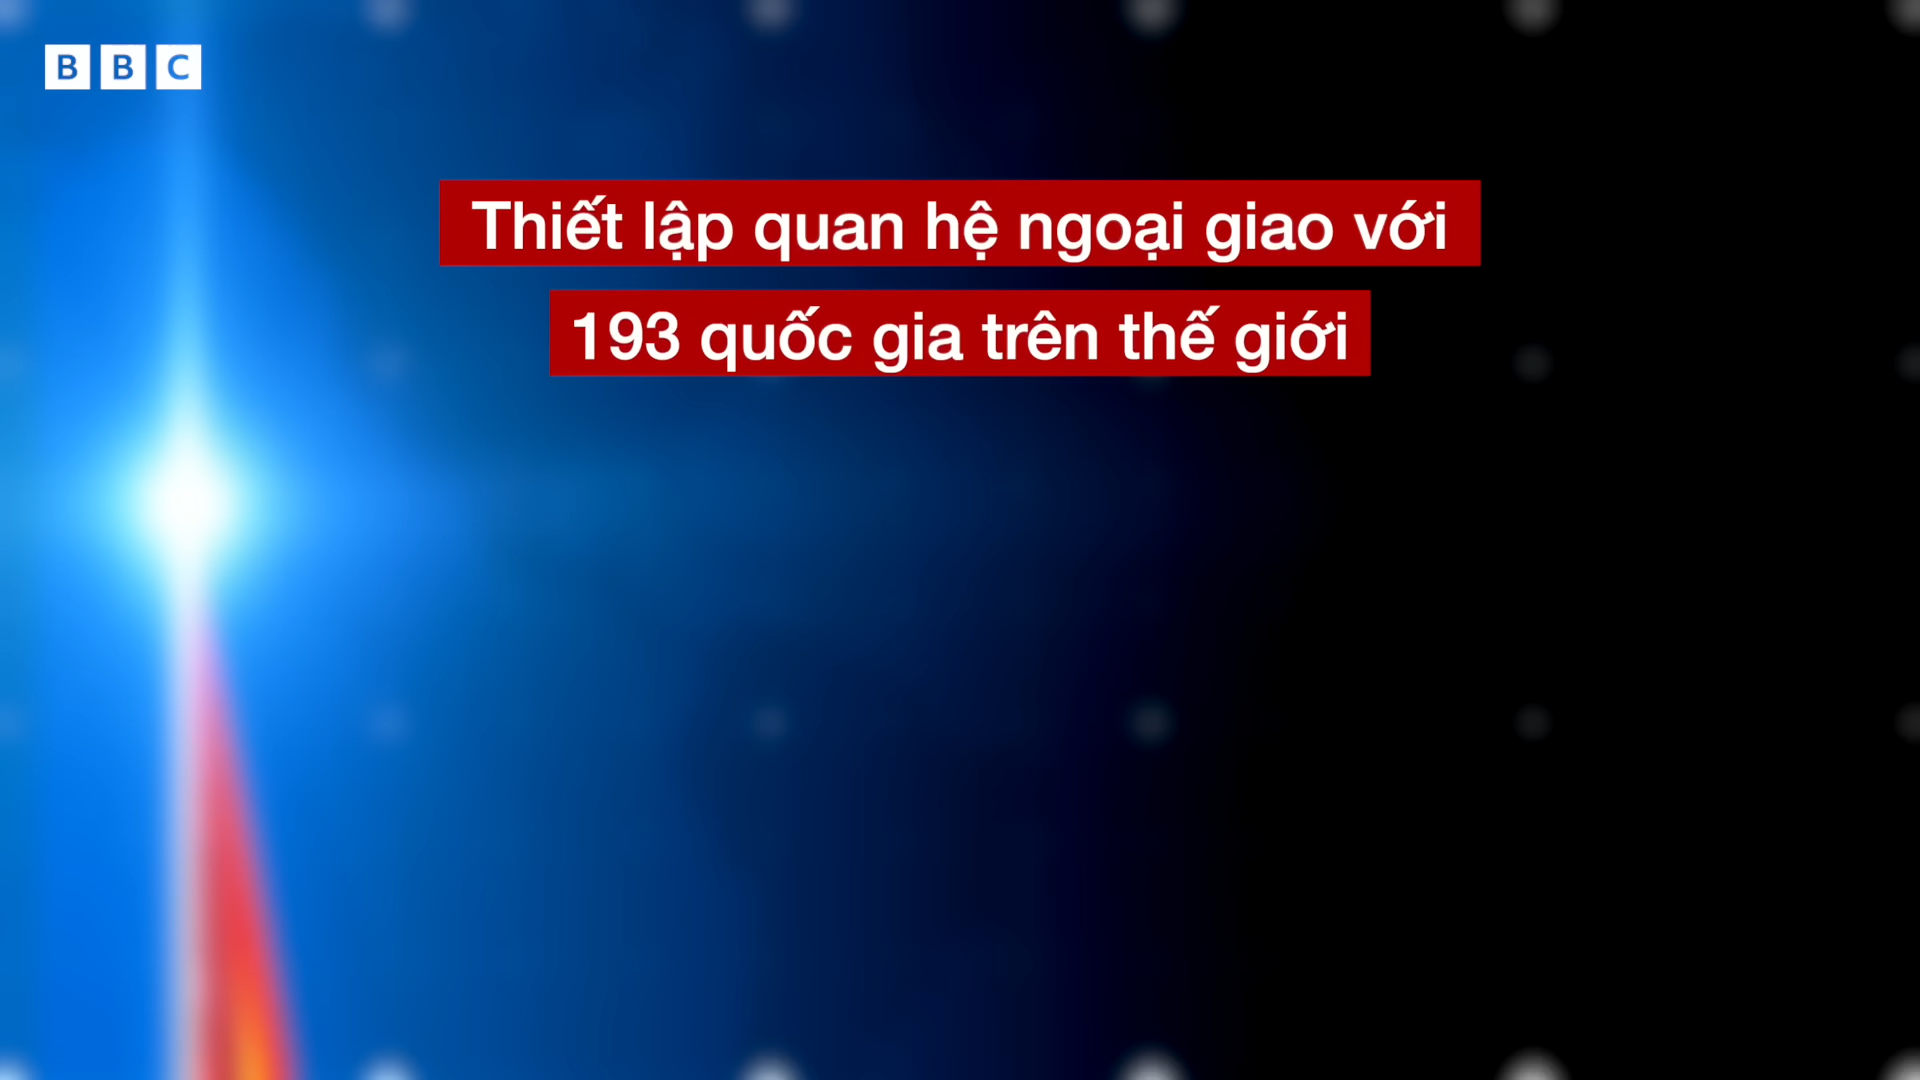 BBC
Thiết lập quan hệ ngoại giao với
193 quốc gia trên thế giới